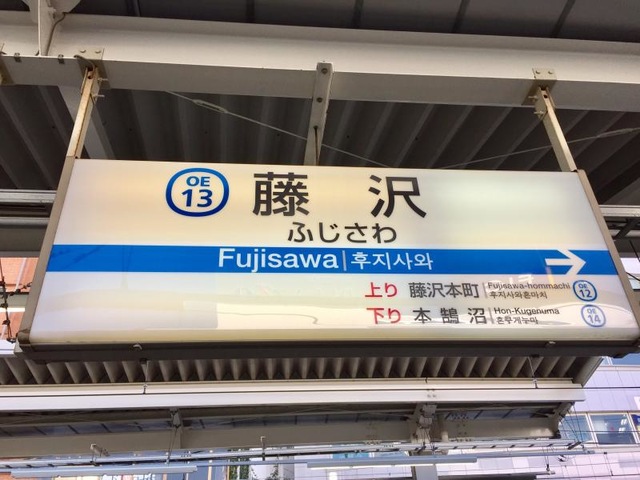 OE 13 藤沢
ふじさわ
Fujisawa|후지사와 →
上り 藤沢本町 Fujisawa-hommachi 후지사와혼마치 OE 12
下り 本鵠沼 Hon-Kugenuma 혼쿠게누마 OE 14